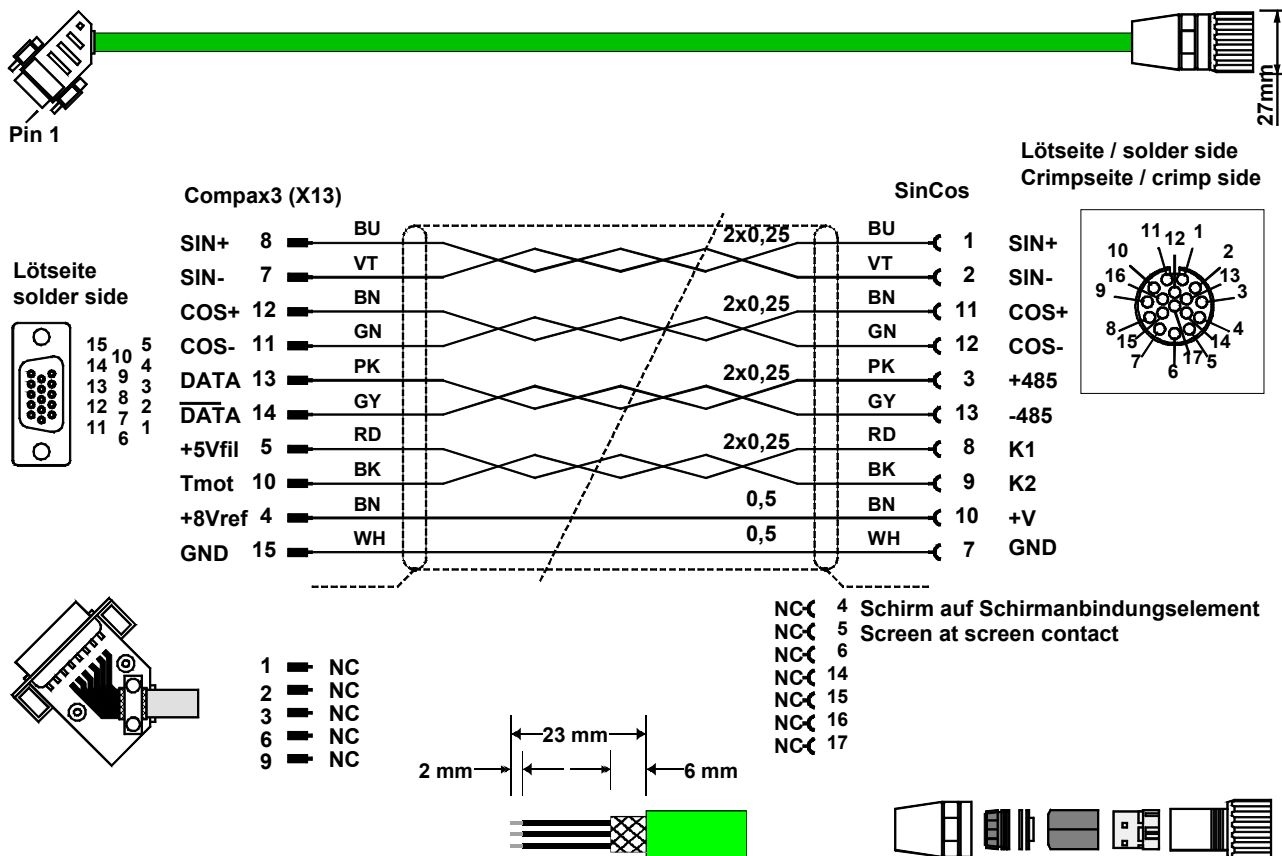 Pin 1
27mm
Lötseite / solder side
Crimpseite / crimp side
Compax3 (X13)
SinCos
Lötseite
solder side
15 5
10
14 4
9
13 3
8
12 2
7
11 1
6
SIN+ 8 BU 2x0,25 BU 1 SIN+
SIN- 7 VT VT 2 SIN-
COS+ 12 BN 2x0,25 BN 11 COS+
COS- 11 GN GN 12 COS-
DATA 13 PK 2x0,25 PK 3 +485
DATA 14 GY GY 13 -485
+5Vfil 5 RD 2x0,25 RD 8 K1
Tmot 10 BK BK 9 K2
+8Vref 4 BN 0,5 BN 10 +V
GND 15 WH 0,5 WH 7 GND
11 12 1
10 2
16 13
9 3
8 4
15 14
7 17 5
6
NC 4 Schirm auf Schirmanbindungselement
NC 5 Screen at screen contact
NC 6
NC 14
NC 15
NC 16
NC 17
1 NC
2 NC
3 NC
6 NC
9 NC
23 mm
2 mm 6 mm